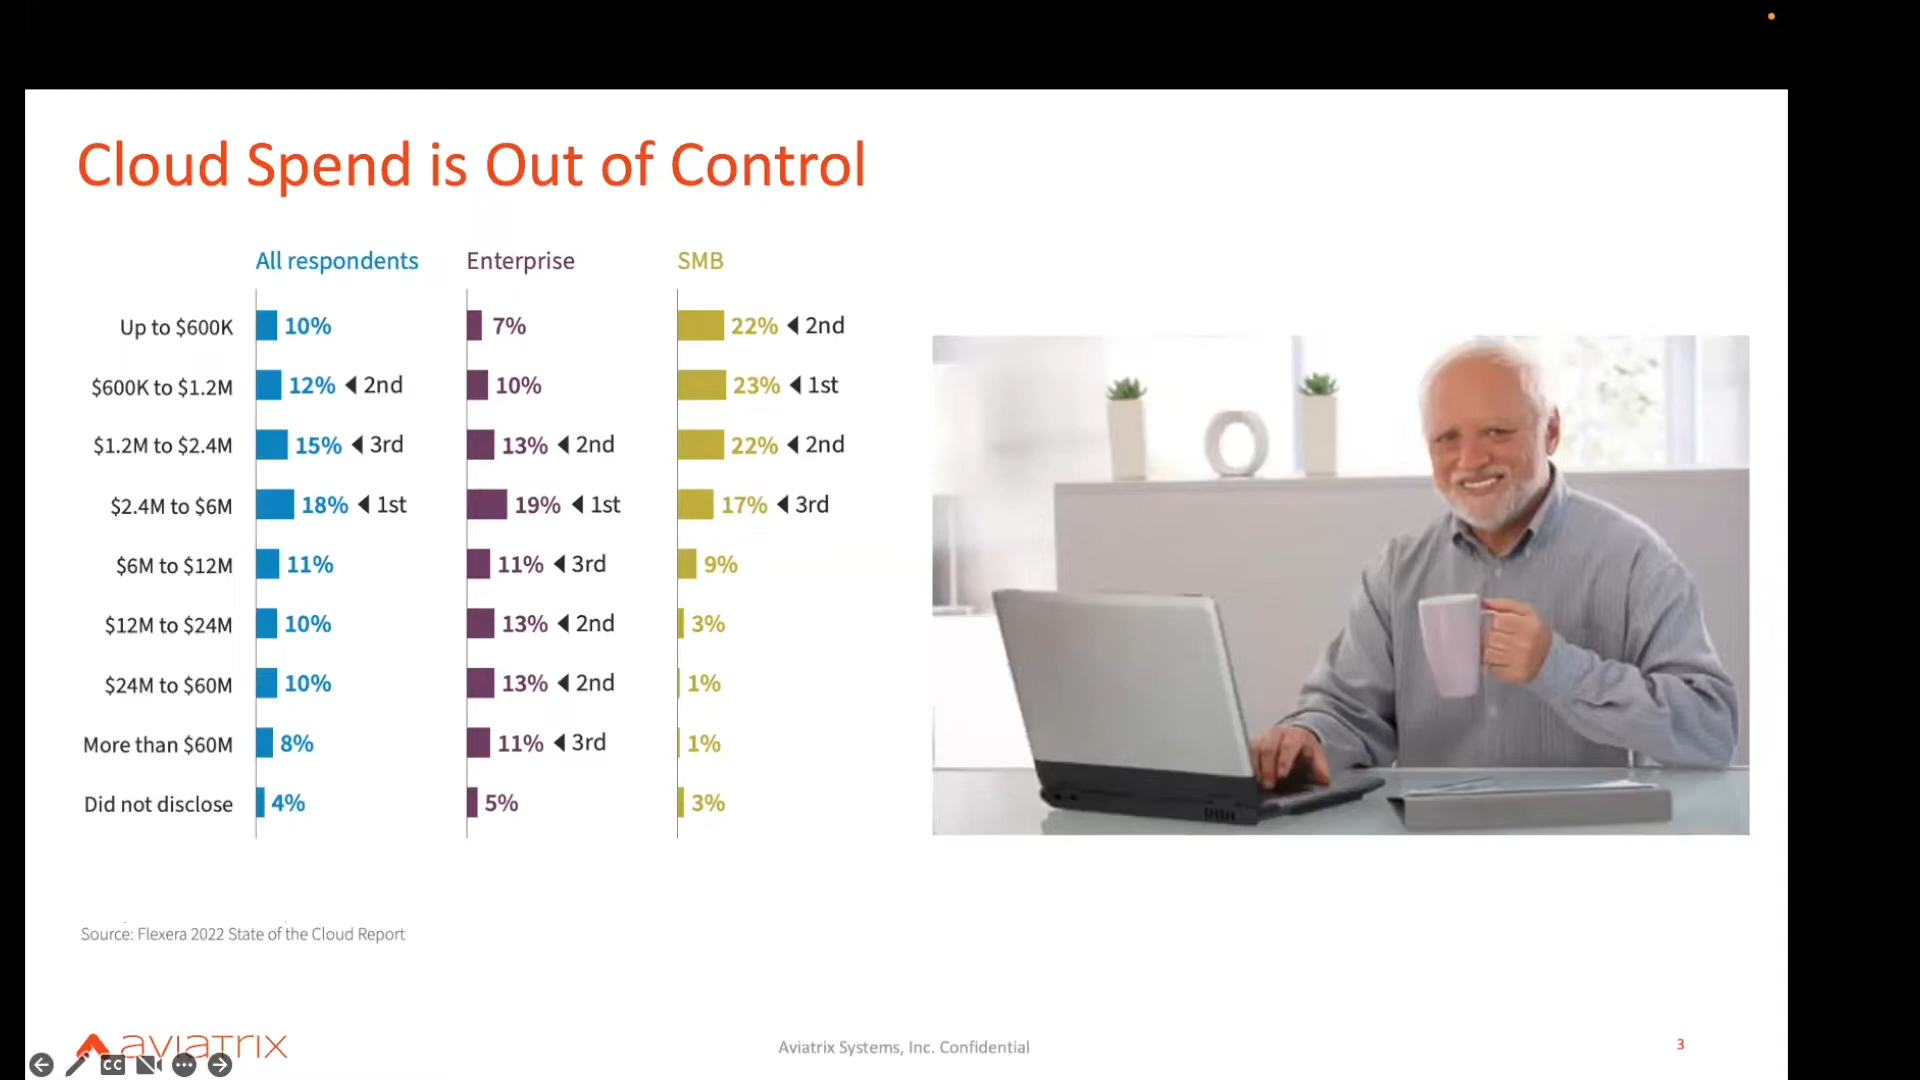 Cloud Spend is Out of Control
All respondents Enterprise SMB
Up to $600K 10% 7% 22% 2nd
$600K to $1.2M 12% 2nd 10% 23% 1st
$1.2M to $2.4M 15% 3rd 13% 2nd 22% 2nd
$2.4M to $6M 18% 1st 19% 1st 17% 3rd
$6M to $12M 11% 11% 3rd 9%
$12M to $24M 10% 13% 2nd 3%
$24M to $60M 10% 13% 2nd 1%
More than $60M 8% 11% 3rd 1%
Did not disclose 4% 5% 3%
Source: Flexera 2022 State of the Cloud Report
aviatrix
Aviatrix Systems, Inc. Confidential
3
CC